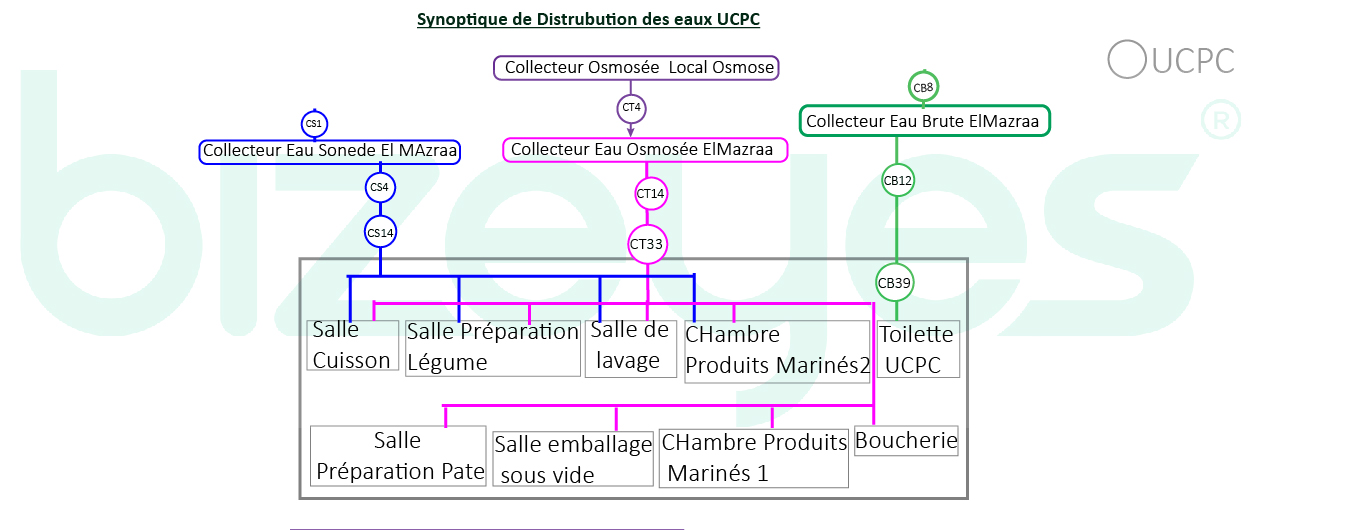 Synoptique de Distrubution des eaux UCPC
UCPC
Collecteur Osmosée Local Osmose
CB8
CT4
®
CS1
Collecteur Eau Brute ElMazraa
Collecteur Eau Sonede El MAzraa
Collecteur Eau Osmosée ElMazraa
CS4
CT14
CB12
bizeyes
CS14
CT33
CB39
Salle
Cuisson
Salle Préparation
Légume
Salle de
lavage
CHambre
Produits Marinés2
Toilette
UCPC
Salle
Préparation Pate
Salle emballage
sous vide
CHambre Produits
Marinés 1
Boucherie